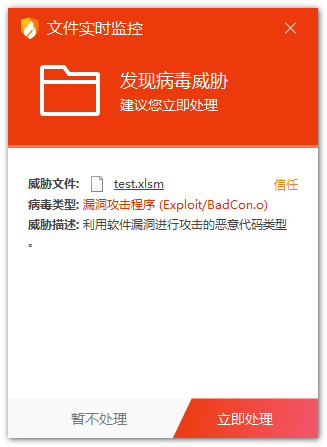 文件实时监控
发现病毒威胁
建议您立即处理
威胁文件: test.xlsm 信任
病毒类型: 漏洞攻击程序 (Exploit/BadCon.o)
威胁描述: 利用软件漏洞进行攻击的恶意代码类型
。
暂不处理 立即处理